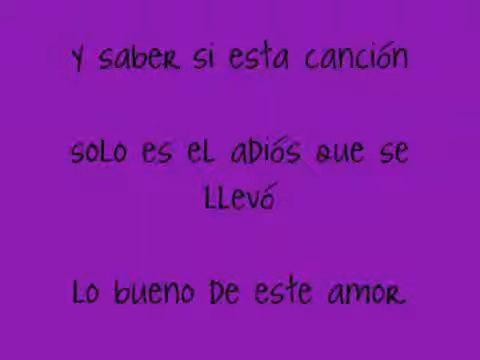 Y saber si esta canción
solo es el adiós que se
llevó
lo bueno de este amor